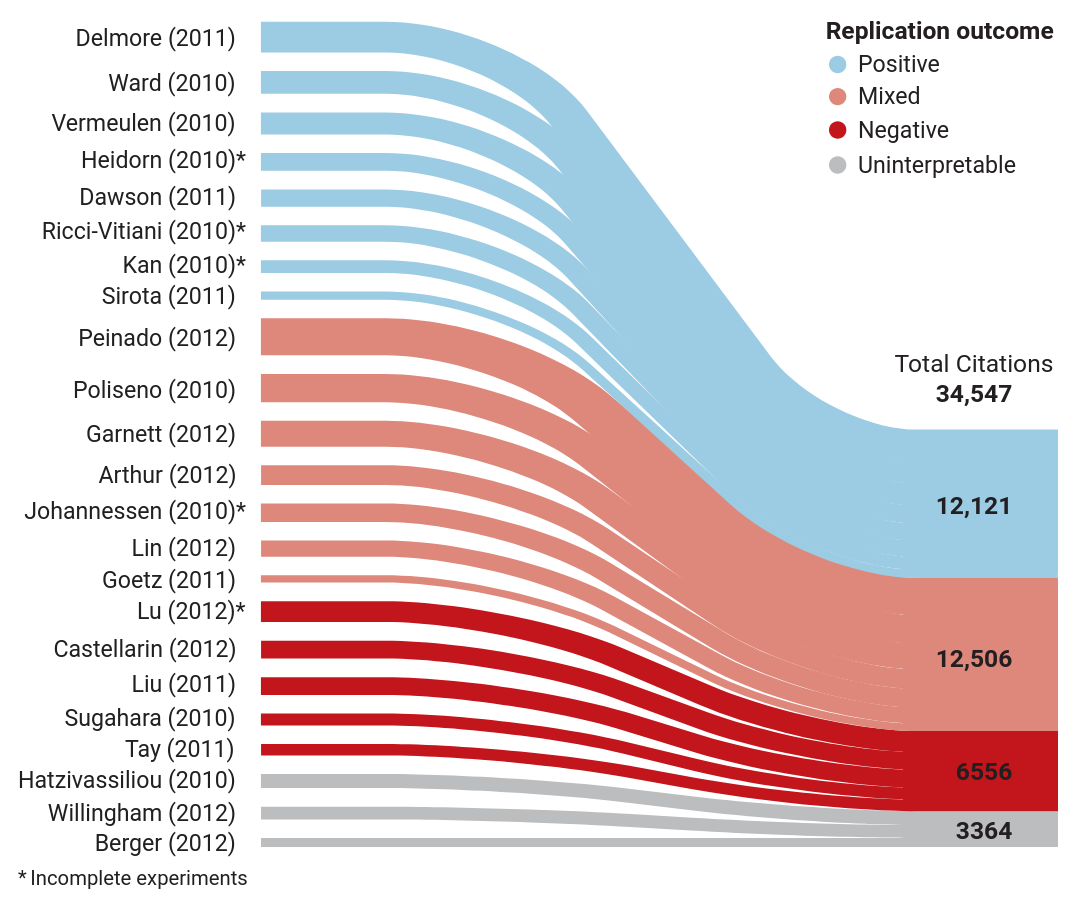 Delmore (2011)
Ward (2010)
Vermeulen (2010)
Heidorn (2010)*
Dawson (2011)
Ricci-Vitiani (2010)*
Kan (2010)*
Sirota (2011)
Peinado (2012)
Poliseno (2010)
Garnett (2012)
Arthur (2012)
Johannessen (2010)*
Lin (2012)
Goetz (2011)
Lu (2012)*
Castellarin (2012)
Liu (2011)
Sugahara (2010)
Tay (2011)
Hatzivassiliou (2010)
Willingham (2012)
Berger (2012)
* Incomplete experiments
Replication outcome
Positive
Mixed
Negative
Uninterpretable
Total Citations
34,547
12,121
12,506
6556
3364